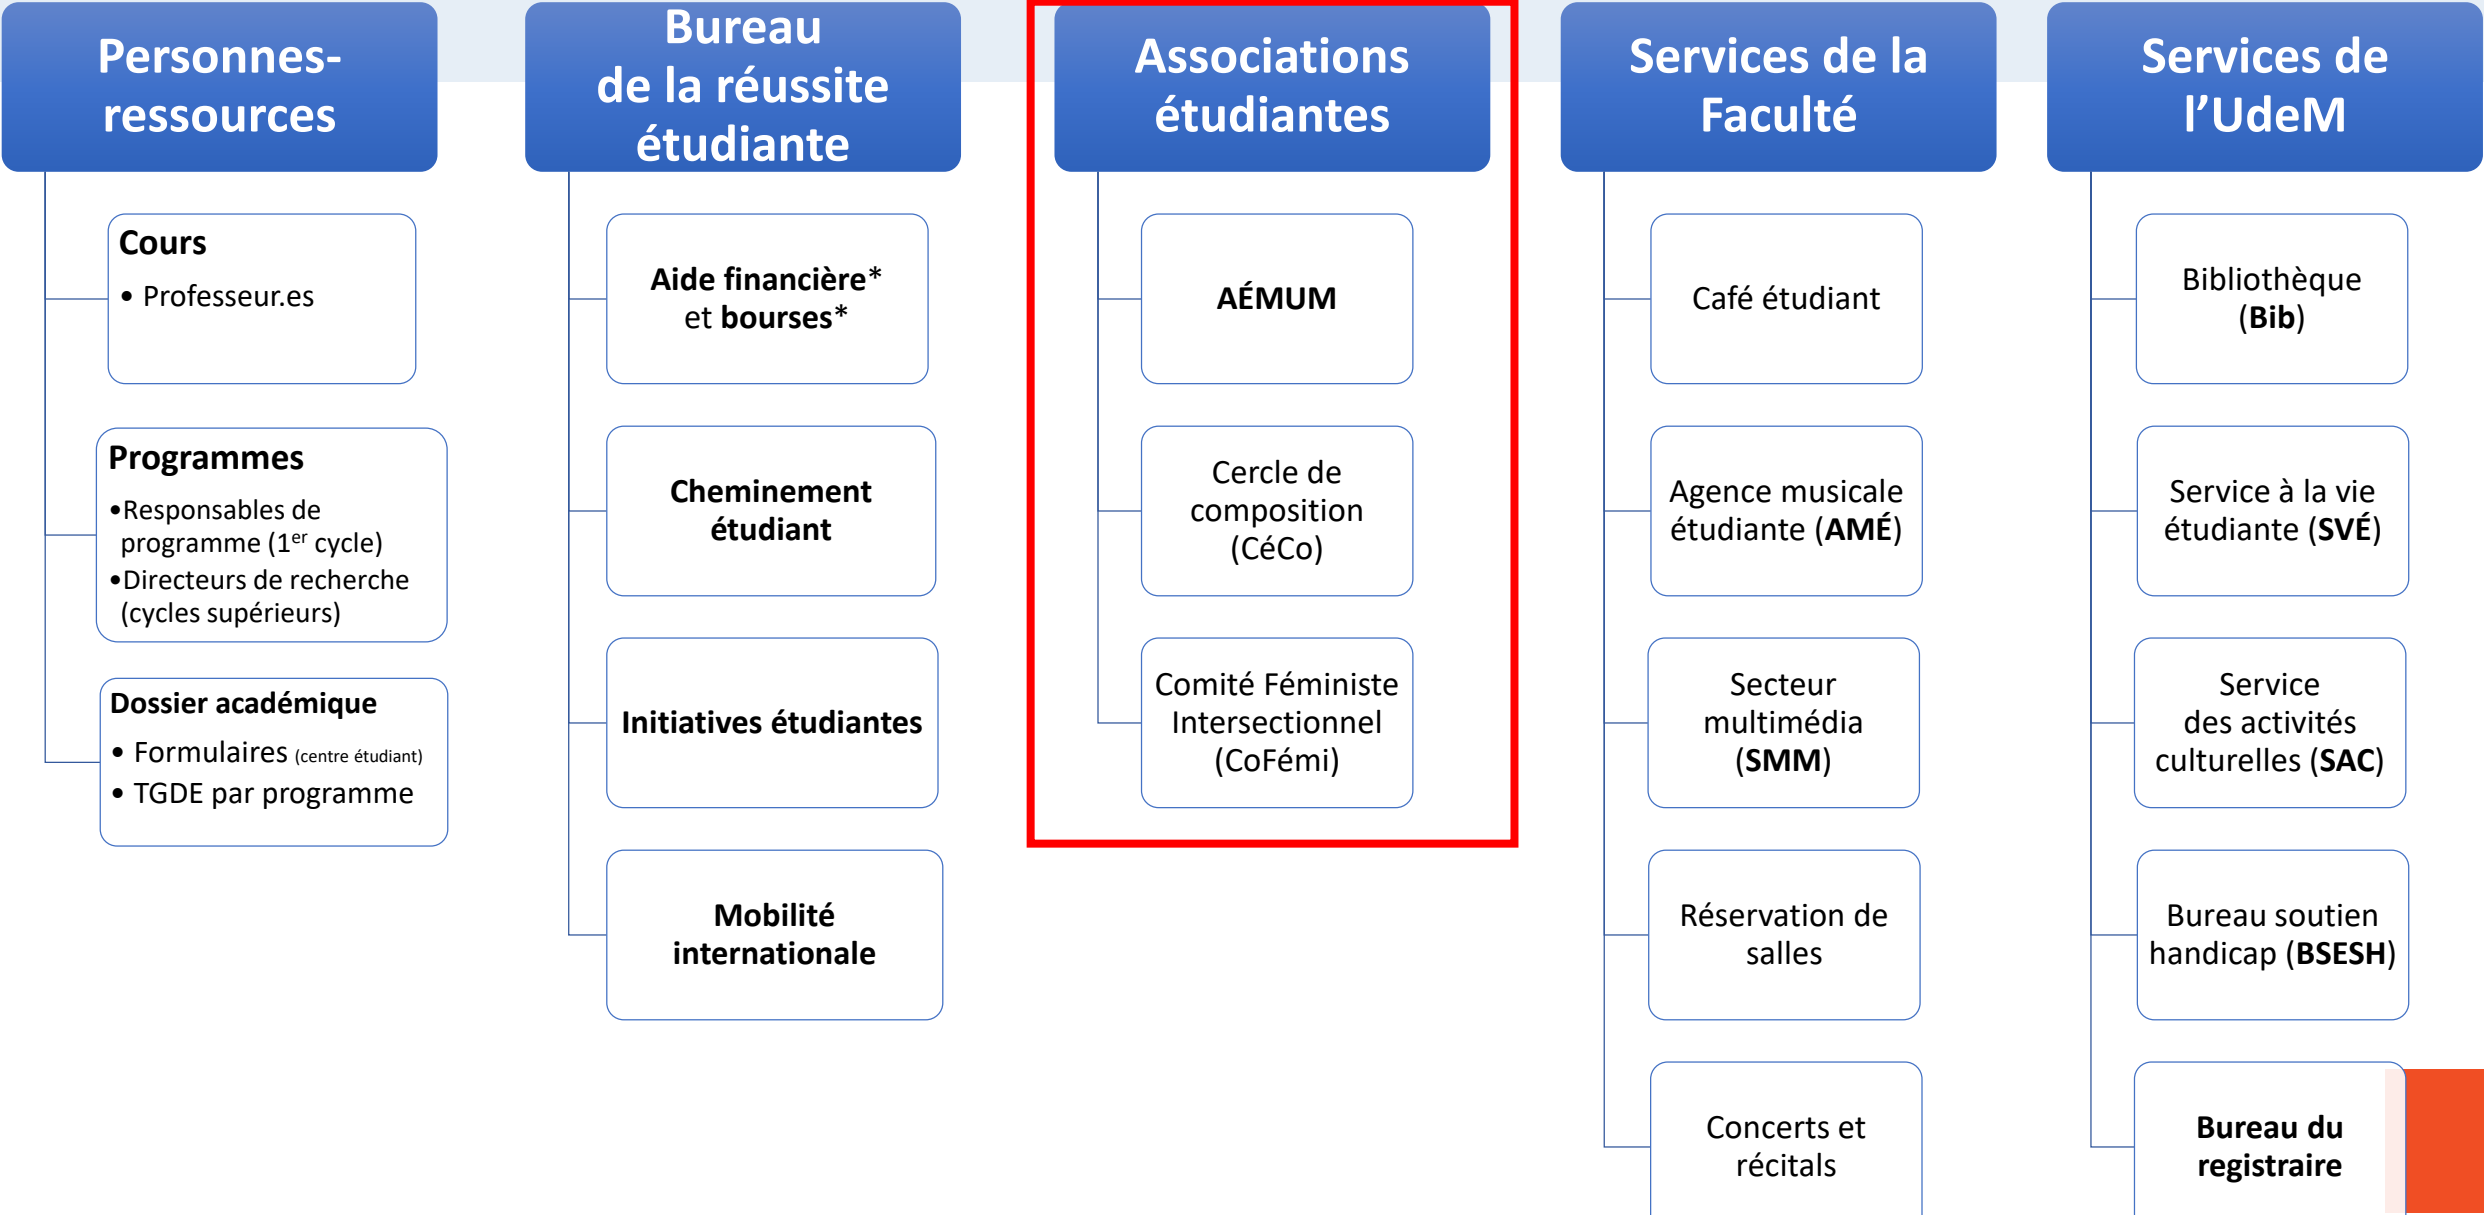 Personnes-
ressources
Cours
• Professeur.es
Programmes
•Responsables de
programme (1er cycle)
•Directeurs de recherche
(cycles supérieurs)
Dossier académique
• Formulaires (centre étudiant)
• TGDE par programme
Bureau
de la réussite
étudiante
Aide financière*
et bourses*
Cheminement
étudiant
Initiatives étudiantes
Mobilité
internationale
Associations
étudiantes
AÉMUM
Cercle de
composition
(CéCo)
Comité Féministe
Intersectionnel
(CoFémi)
Services de la
Faculté
Café étudiant
Agence musicale
étudiante (AMÉ)
Secteur
multimédia
(SMM)
Réservation de
salles
Concerts et
récitals
Services de
l’UdeM
Bibliothèque
(Bib)
Service à la vie
étudiante (SVÉ)
Service
des activités
culturelles (SAC)
Bureau soutien
handicap (BSESH)
Bureau du
registraire